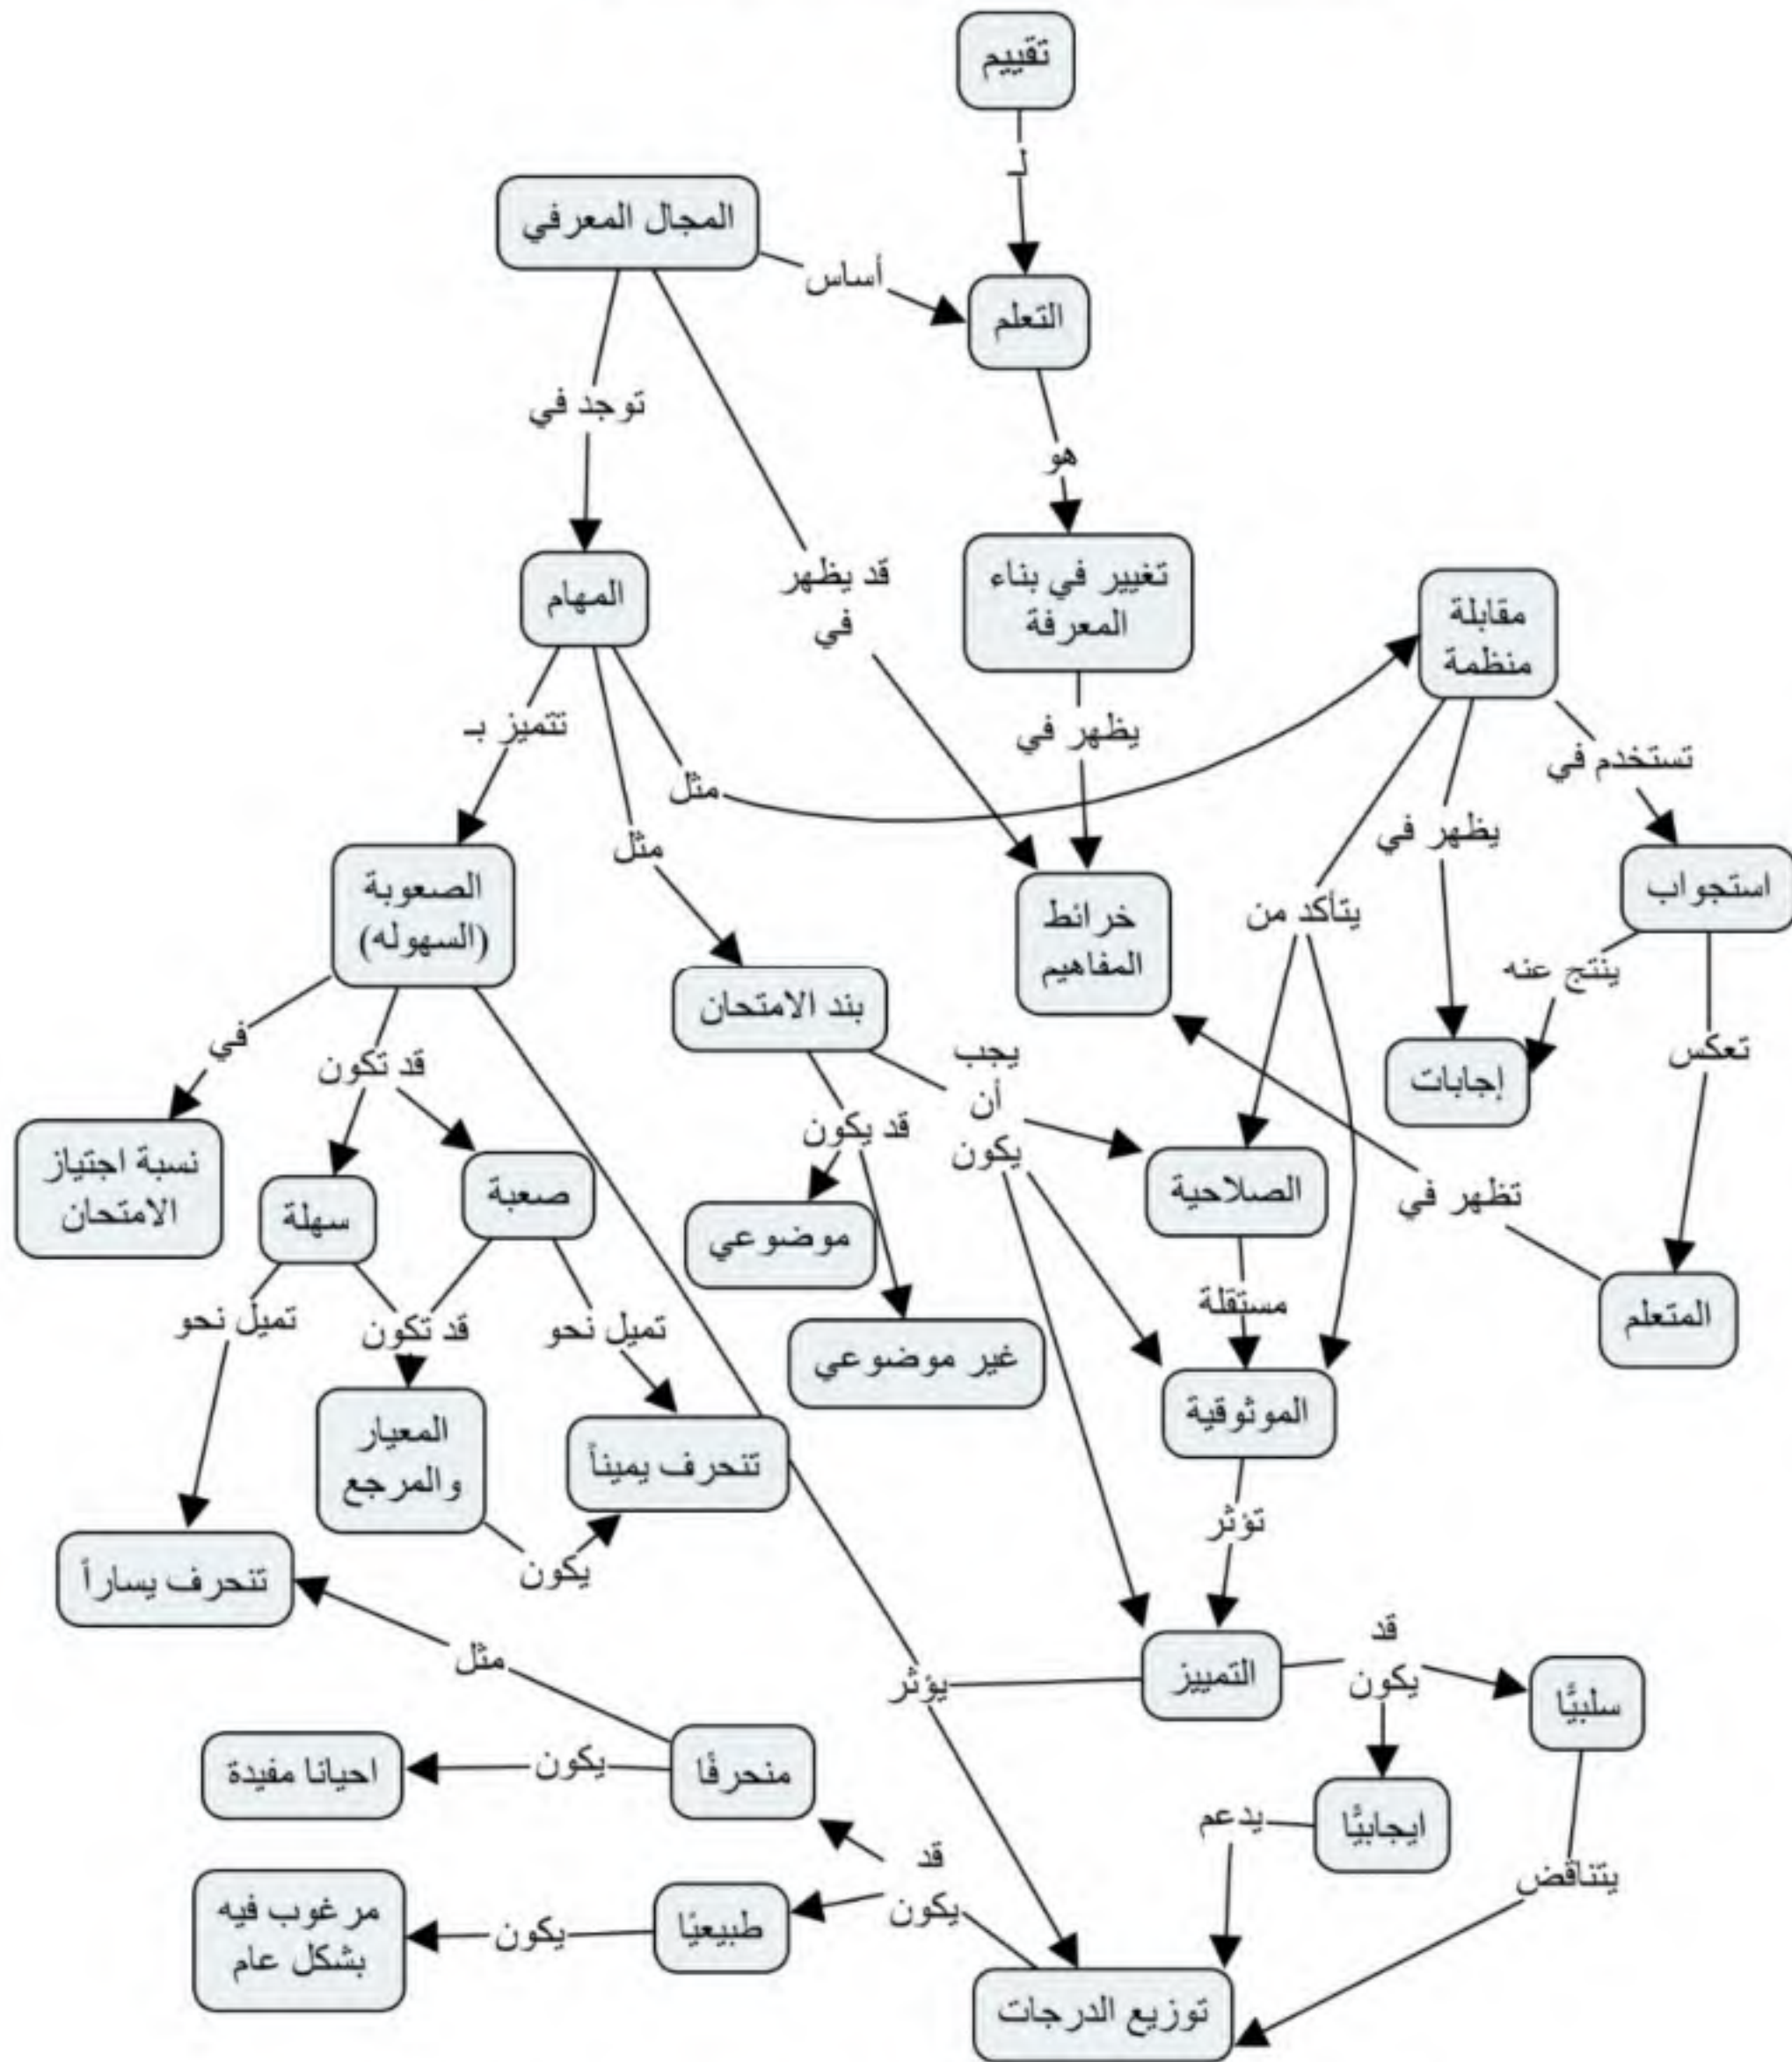 تقييم
لـ
المجال المعرفي
أساس
التعلم
توجد في
هو
قد يظهر
في
تغيير في بناء
المعرفة
المهام
مقابلة
منظمة
تتميز بـ
يظهر في
تستخدم في
مثل
مثل
يظهر في
الصعوبة
(السهوله)
خرائط
المفاهيم
يتأكد من
استجواب
ينتج عنه
بند الامتحان
في
قد تكون
يجب
أن
يكون
إجابات
تعكس
قد يكون
نسبة اجتياز
الامتحان
سهلة
صعبة
موضوعي
الصلاحية
تظهر في
تميل نحو
قد تكون
تميل نحو
غير موضوعي
مستقلة
المتعلم
المعيار
والمرجع
تنحرف يميناً
الموثوقية
تؤثر
تنحرف يساراً
يكون
مثل
يؤثر
التمييز
قد
يكون
سلبيًّا
احيانا مفيدة
يكون
منحرفًا
يدعم
ايجابيًّا
يتناقض
قد
يكون
مرغوب فيه
بشكل عام
يكون
طبيعيًا
توزيع الدرجات